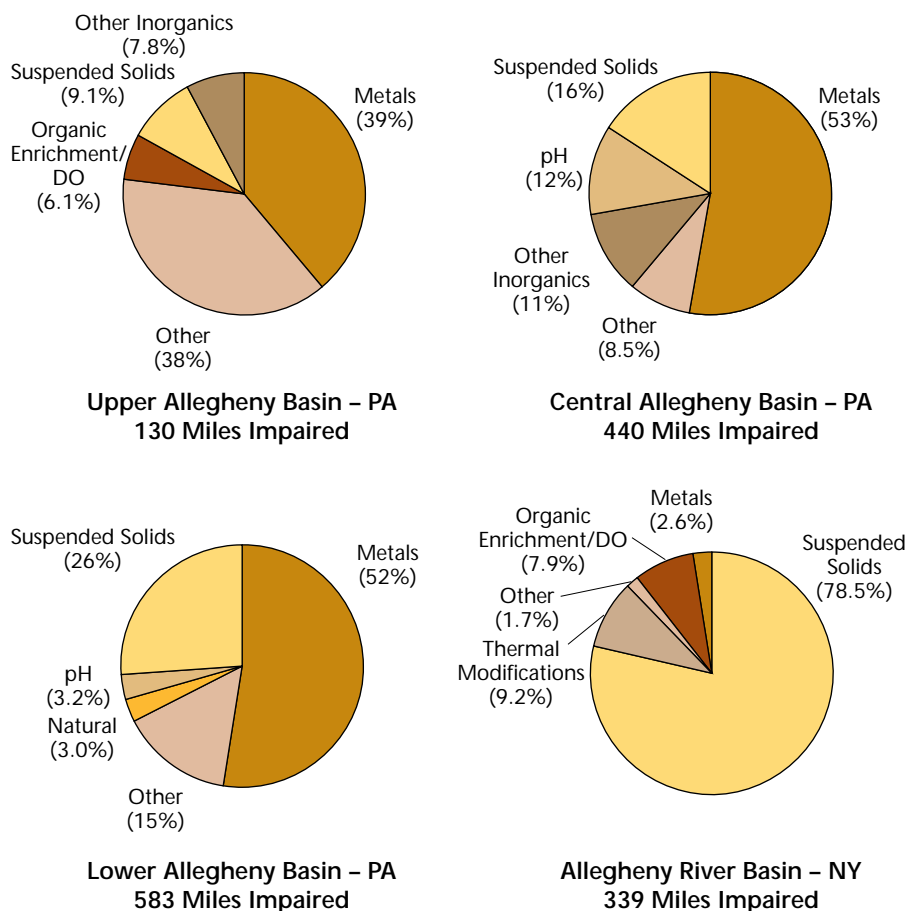 Other Inorganics
(7.8%)
Suspended Solids
(9.1%)
Organic
Enrichment/
DO
(6.1%)
Metals
(39%)
Other
(38%)
Upper Allegheny Basin – PA
130 Miles Impaired
Suspended Solids
(16%)
Metals
(53%)
pH
(12%)
Other
Inorganics
(11%)
Other
(8.5%)
Central Allegheny Basin – PA
440 Miles Impaired
Suspended Solids
(26%)
Metals
(52%)
pH
(3.2%)
Natural
(3.0%)
Other
(15%)
Lower Allegheny Basin – PA
583 Miles Impaired
Metals
(2.6%)
Organic
Enrichment/DO
(7.9%)
Suspended
Solids
(78.5%)
Other
(1.7%)
Thermal
Modifications
(9.2%)
Allegheny River Basin – NY
339 Miles Impaired